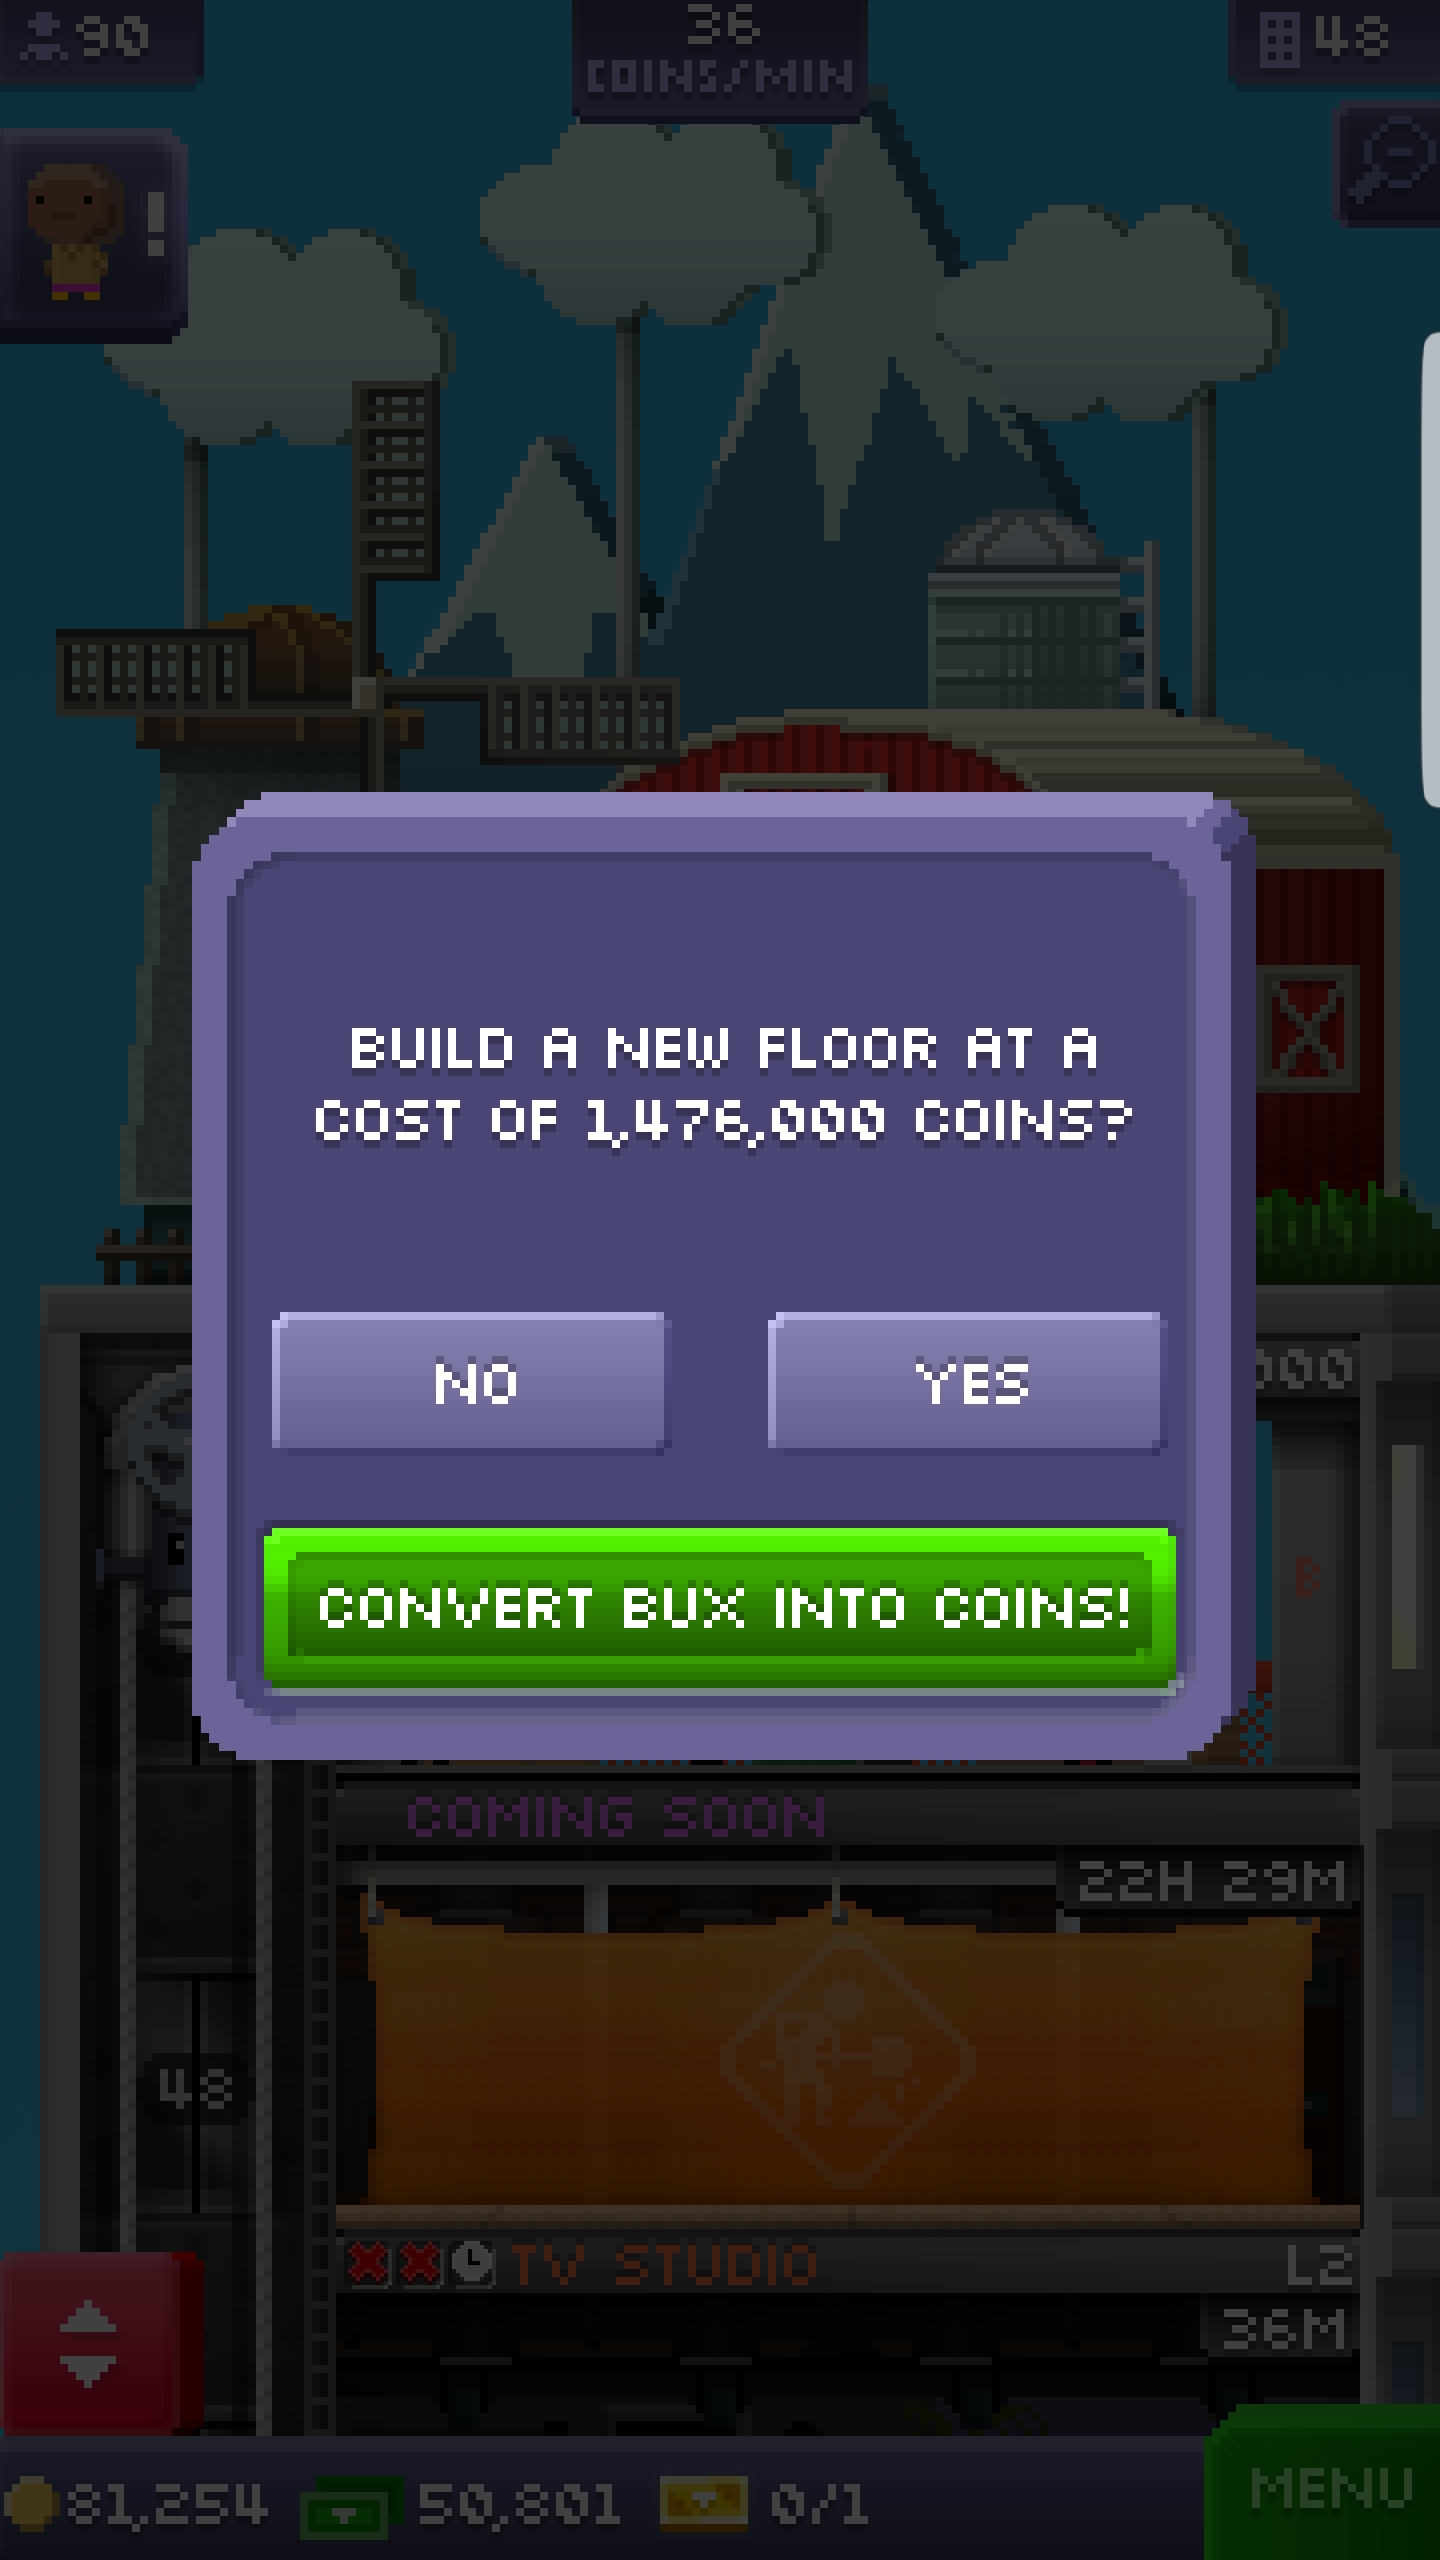 90
36
COINS/MIN
48
!
BUILD A NEW FLOOR AT A
COST OF 1,476,000 COINS?
NO
YES
000
B
CONVERT BUX INTO COINS!
COMING SOON
22H 29M
48
TV STUDIO
L2
36M
81,254
50,801
0/1
MENU